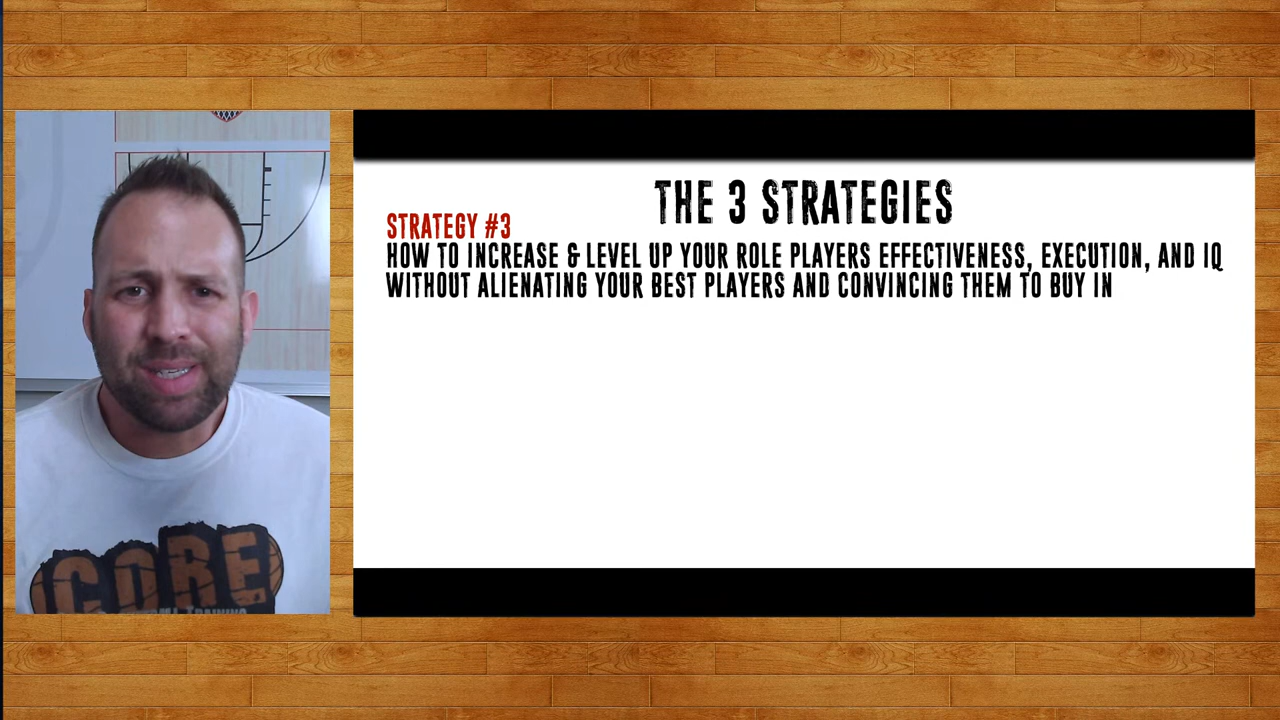 THE 3 STRATEGIES
STRATEGY #3
HOW TO INCREASE & LEVEL UP YOUR ROLE PLAYERS EFFECTIVENESS, EXECUTION, AND IQ
WITHOUT ALIENATING YOUR BEST PLAYERS AND CONVINCING THEM TO BUY IN
CORE
TRAINING